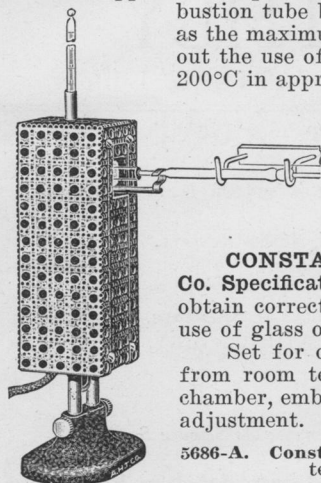 bustion tube b
as the maximu
out the use of
200°C in appr
CONSTA
Co. Specificat
obtain correct
use of glass o
Set for o
from room te
chamber, emb
adjustment.
5686-A. Const
te
A.H.T.CO.